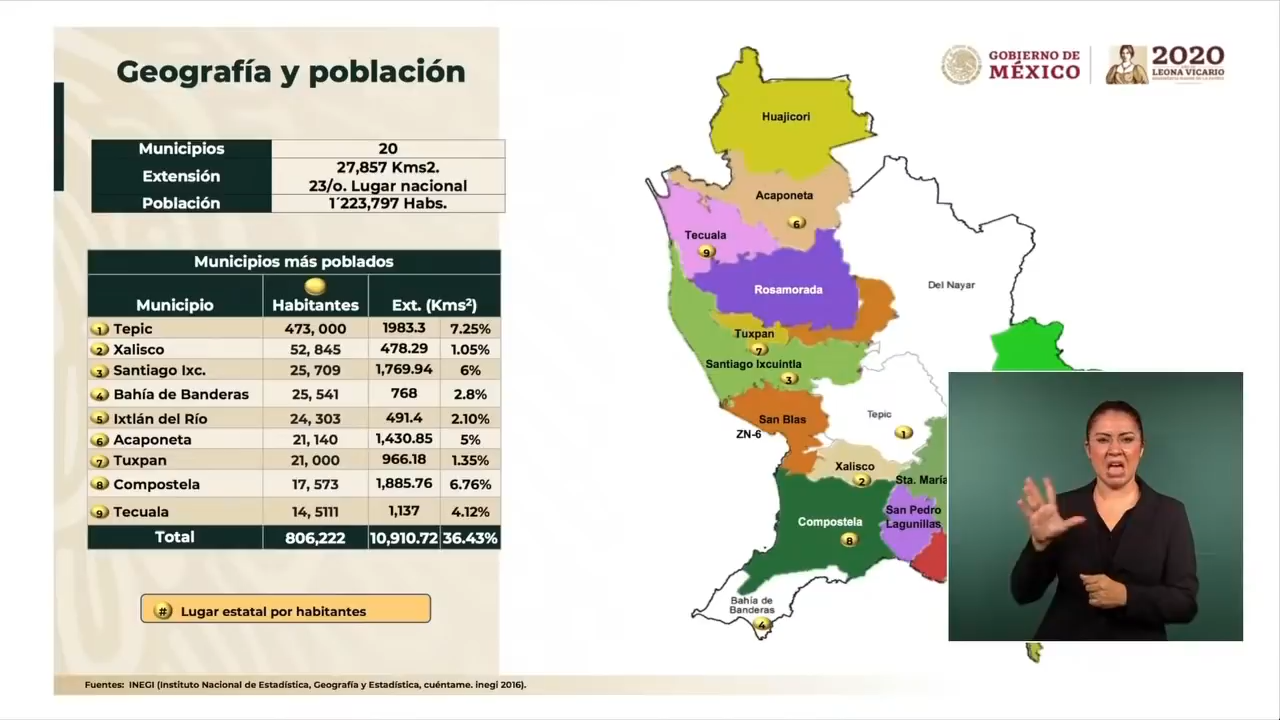 Geografía y población
GOBIERNO DE
MÉXICO
2020
LEONA VICARIO
Municipios 20
Extensión 27,857 Kms2.
23/o. Lugar nacional
Población 1´223,797 Habs.
Municipios más poblados
Municipio Habitantes Ext. (Kms²)
1 Tepic 473, 000 1983.3 7.25%
2 Xalisco 52, 845 478.29 1.05%
3 Santiago Ixc. 25, 709 1,769.94 6%
4 Bahía de Banderas 25, 541 768 2.8%
5 Ixtlán del Río 24, 303 491.4 2.10%
6 Acaponeta 21, 140 1,430.85 5%
7 Tuxpan 21, 000 966.18 1.35%
8 Compostela 17, 573 1,885.76 6.76%
9 Tecuala 14, 5111 1,137 4.12%
Total 806,222 10,910.72 36.43%
# Lugar estatal por habitantes
Fuentes: INEGI (Instituto Nacional de Estadística, Geografía y Estadística, cuéntame. inegi 2016).
Huajicori
Acaponeta
6
Tecuala
9
Rosamorada
Del Nayar
Tuxpan
7
Santiago Ixcuintla
3
San Blas
ZN-6
Tepic
1
Xalisco
2
Sta. María
San Pedro
Lagunillas
Compostela
8
Bahía de
Banderas
4